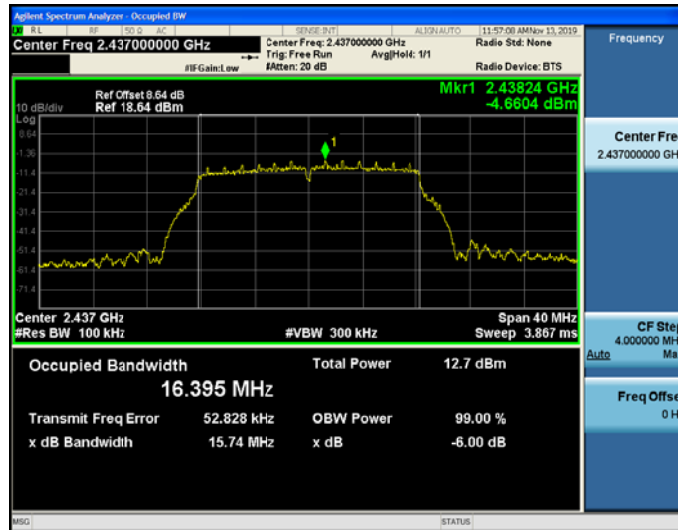 Agilent Spectrum Analyzer - Occupied BW
RL RF 50 Ω AC SENSE:INT ALIGN AUTO 11:57:08 AM Nov 13, 2019
Center Freq 2.437000000 GHz Center Freq: 2.437000000 GHz Radio Std: None Frequency
Trig: Free Run Avg|Hold: 1/1
#IFGain:Low #Atten: 20 dB Radio Device: BTS
Ref Offset 8.64 dB Mkr1 2.43824 GHz
10 dB/div Ref 18.64 dBm -4.6604 dBm
Log
8.64
-1.36
-11.4
-21.4
-31.4
-41.4
-51.4
-61.4
-71.4
1
Center Fre
2.437000000 GH
Center 2.437 GHz Span 40 MHz
#Res BW 100 kHz #VBW 300 kHz Sweep 3.867 ms
CF Step
4.000000 MH
Auto Ma
Occupied Bandwidth Total Power 12.7 dBm
16.395 MHz
Freq Offse
0 H
Transmit Freq Error 52.828 kHz OBW Power 99.00 %
x dB Bandwidth 15.74 MHz x dB -6.00 dB
MSG STATUS